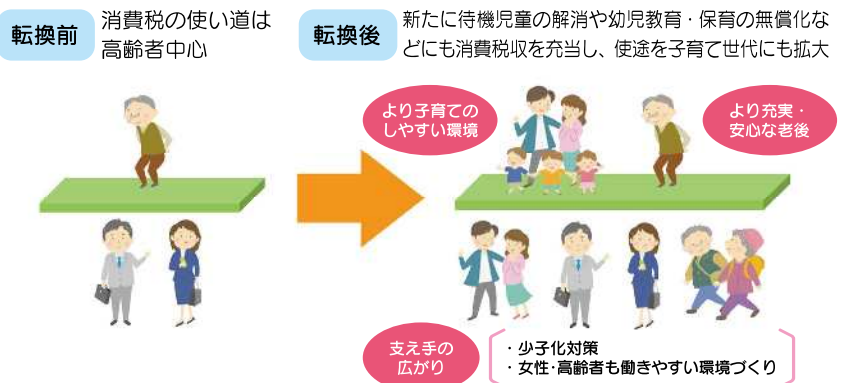 転換前
消費税の使い道は
高齢者中心
転換後
新たに待機児童の解消や幼児教育・保育の無償化な
どにも消費税収を充当し、使途を子育て世代にも拡大
より子育ての
しやすい環境
より充実・
安心な老後
支え手の
広がり
・少子化対策
・女性・高齢者も働きやすい環境づくり